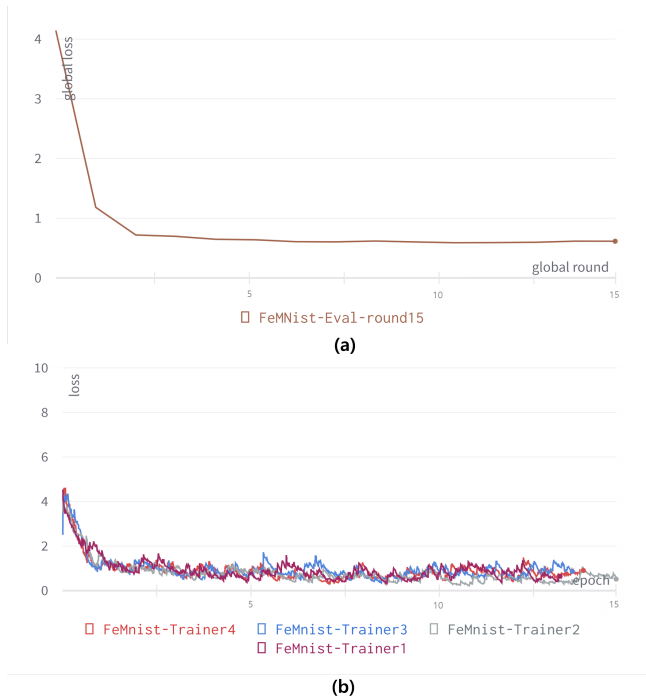 4
global loss
3
2
1
0
global round
5
10
15
FeMNist-Eval-round15
(a)
10
loss
8
6
4
2
0
epoch
5
10
15
FeMnist-Trainer4 FeMnist-Trainer3 FeMnist-Trainer2
FeMnist-Trainer1
(b)